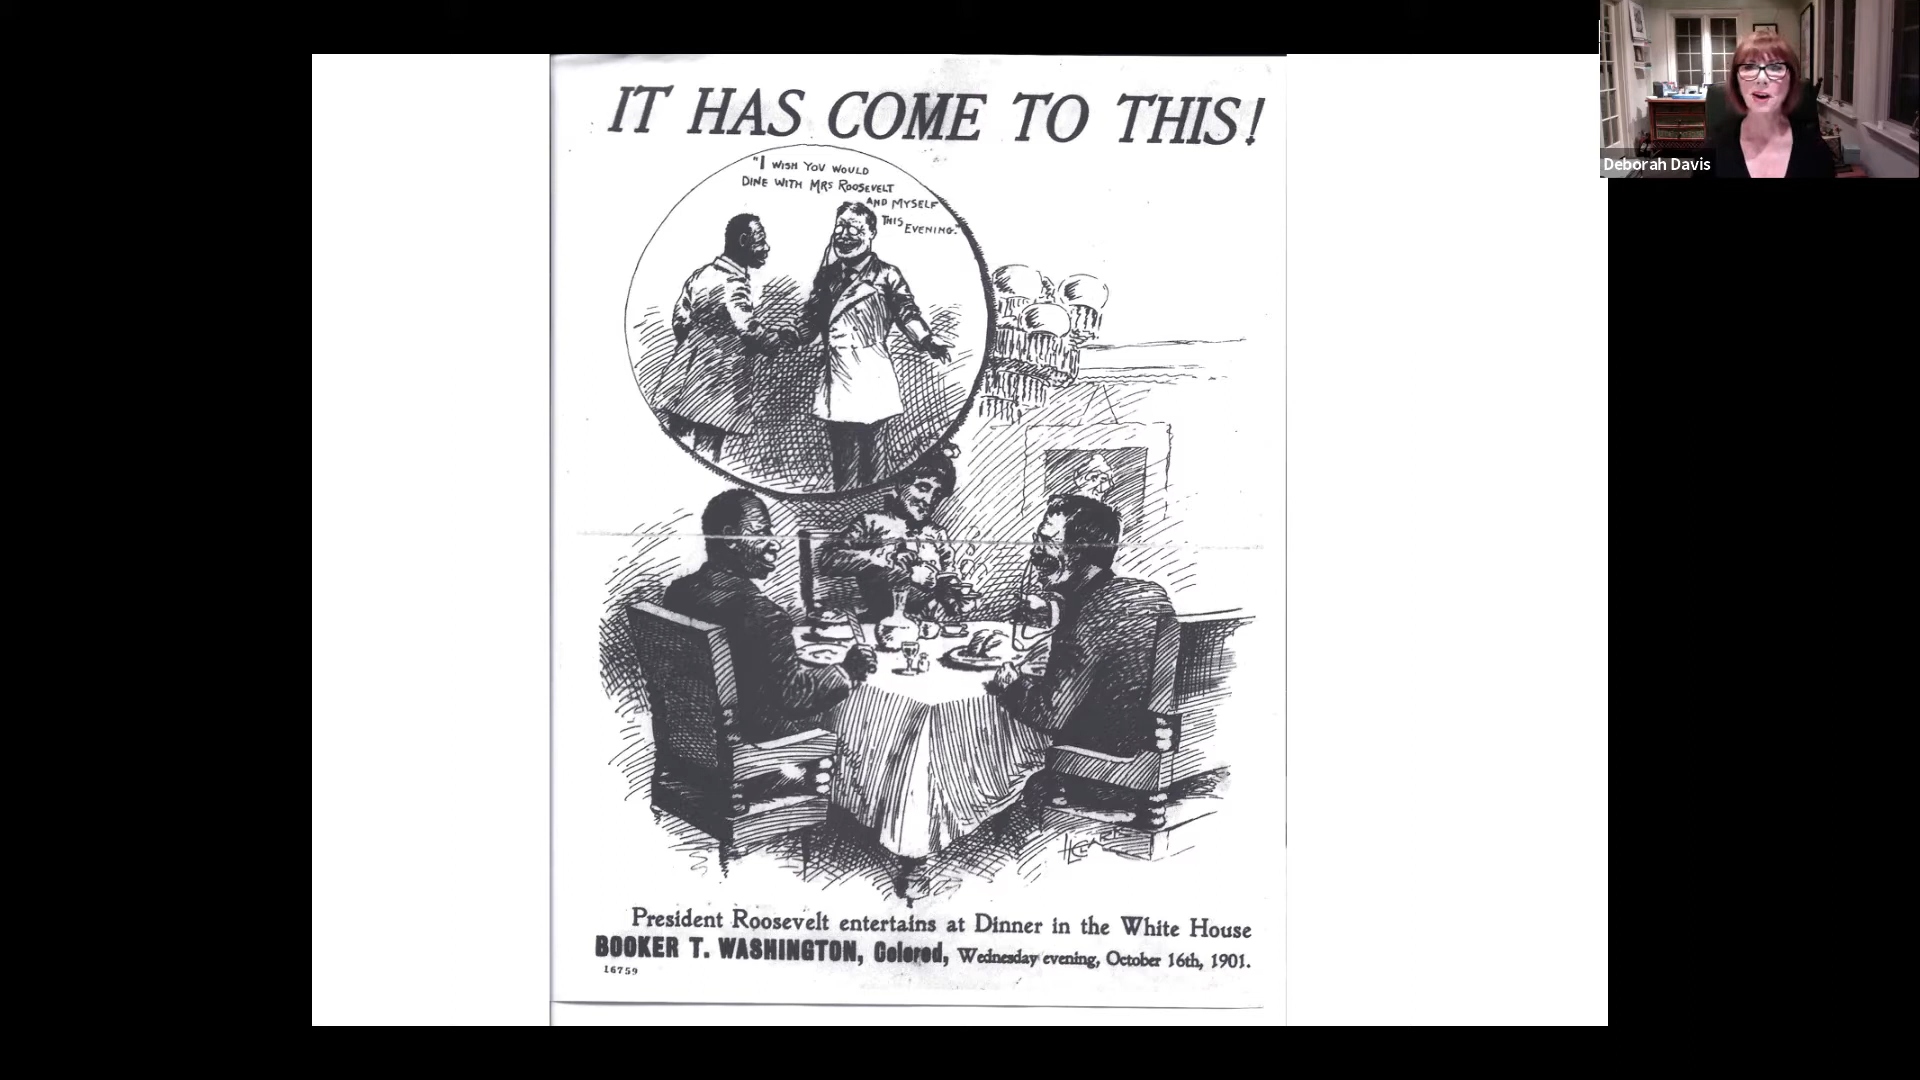 IT HAS COME TO THIS!
"I WISH YOU WOULD
DINE WITH MRS ROOSEVELT
AND MYSELF
THIS
EVENING."
H CLARK
President Roosevelt entertains at Dinner in the White House
BOOKER T. WASHINGTON, Colored, Wednesday evening, October 16th, 1901.
16759
Deborah Davis